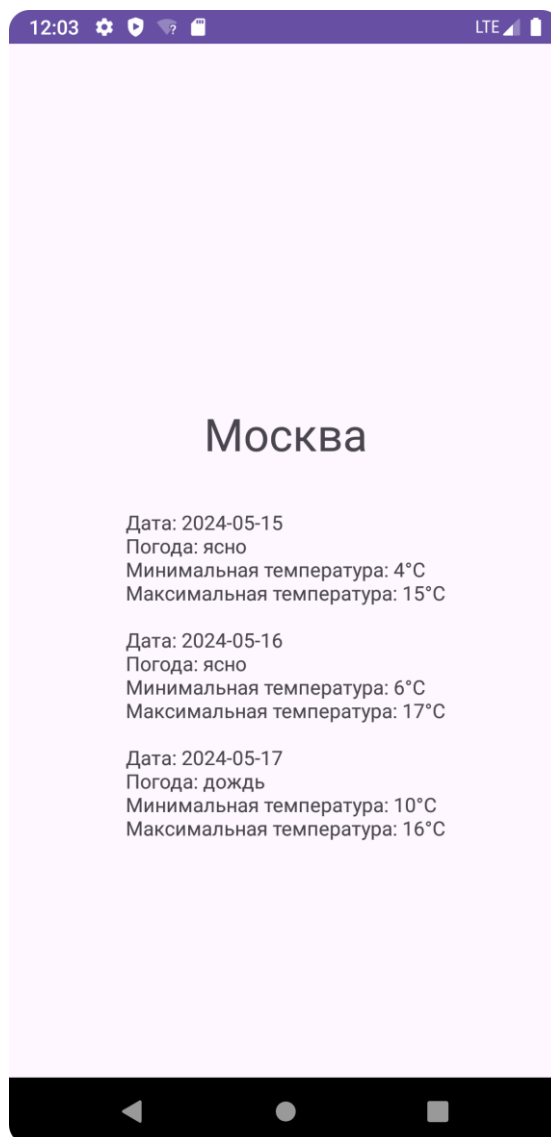 12:03 LTE
Москва
Дата: 2024-05-15
Погода: ясно
Минимальная температура: 4°C
Максимальная температура: 15°C
Дата: 2024-05-16
Погода: ясно
Минимальная температура: 6°C
Максимальная температура: 17°C
Дата: 2024-05-17
Погода: дождь
Минимальная температура: 10°C
Максимальная температура: 16°C